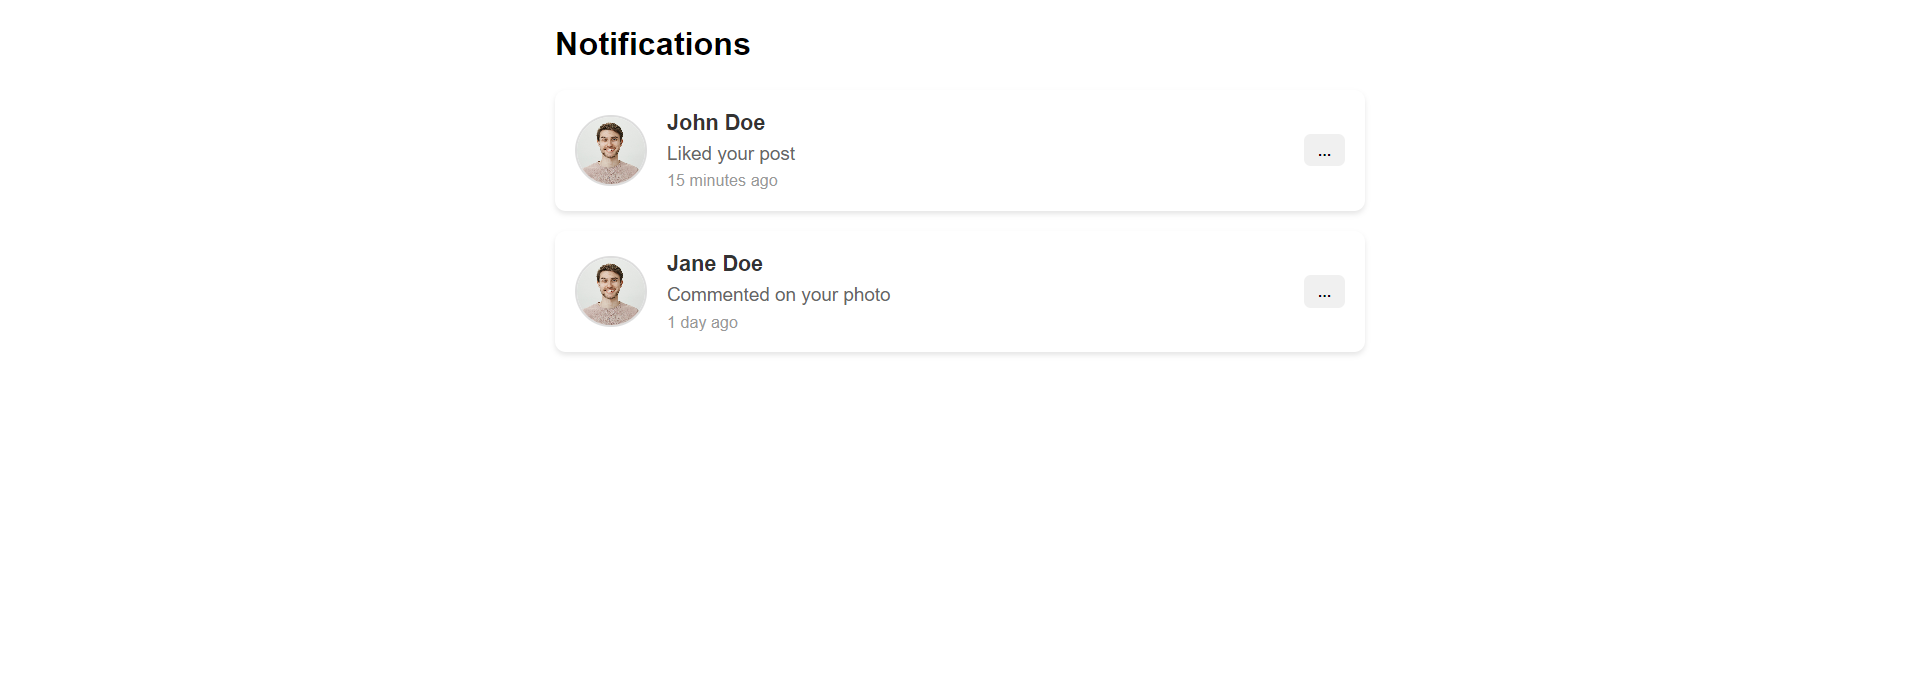 Notifications
John Doe
Liked your post
15 minutes ago
...
Jane Doe
Commented on your photo
1 day ago
...